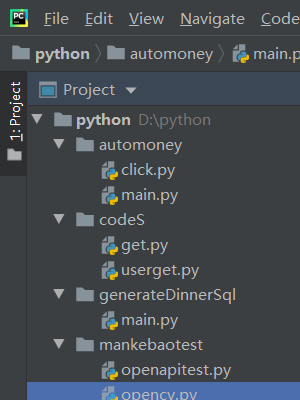 PC File Edit View Navigate Code
python automoney main.p
1: Project
Project
python D:\python
automoney
click.py
main.py
codeS
get.py
userget.py
generateDinnerSql
main.py
mankebaotest
openapitest.py
opencv.py